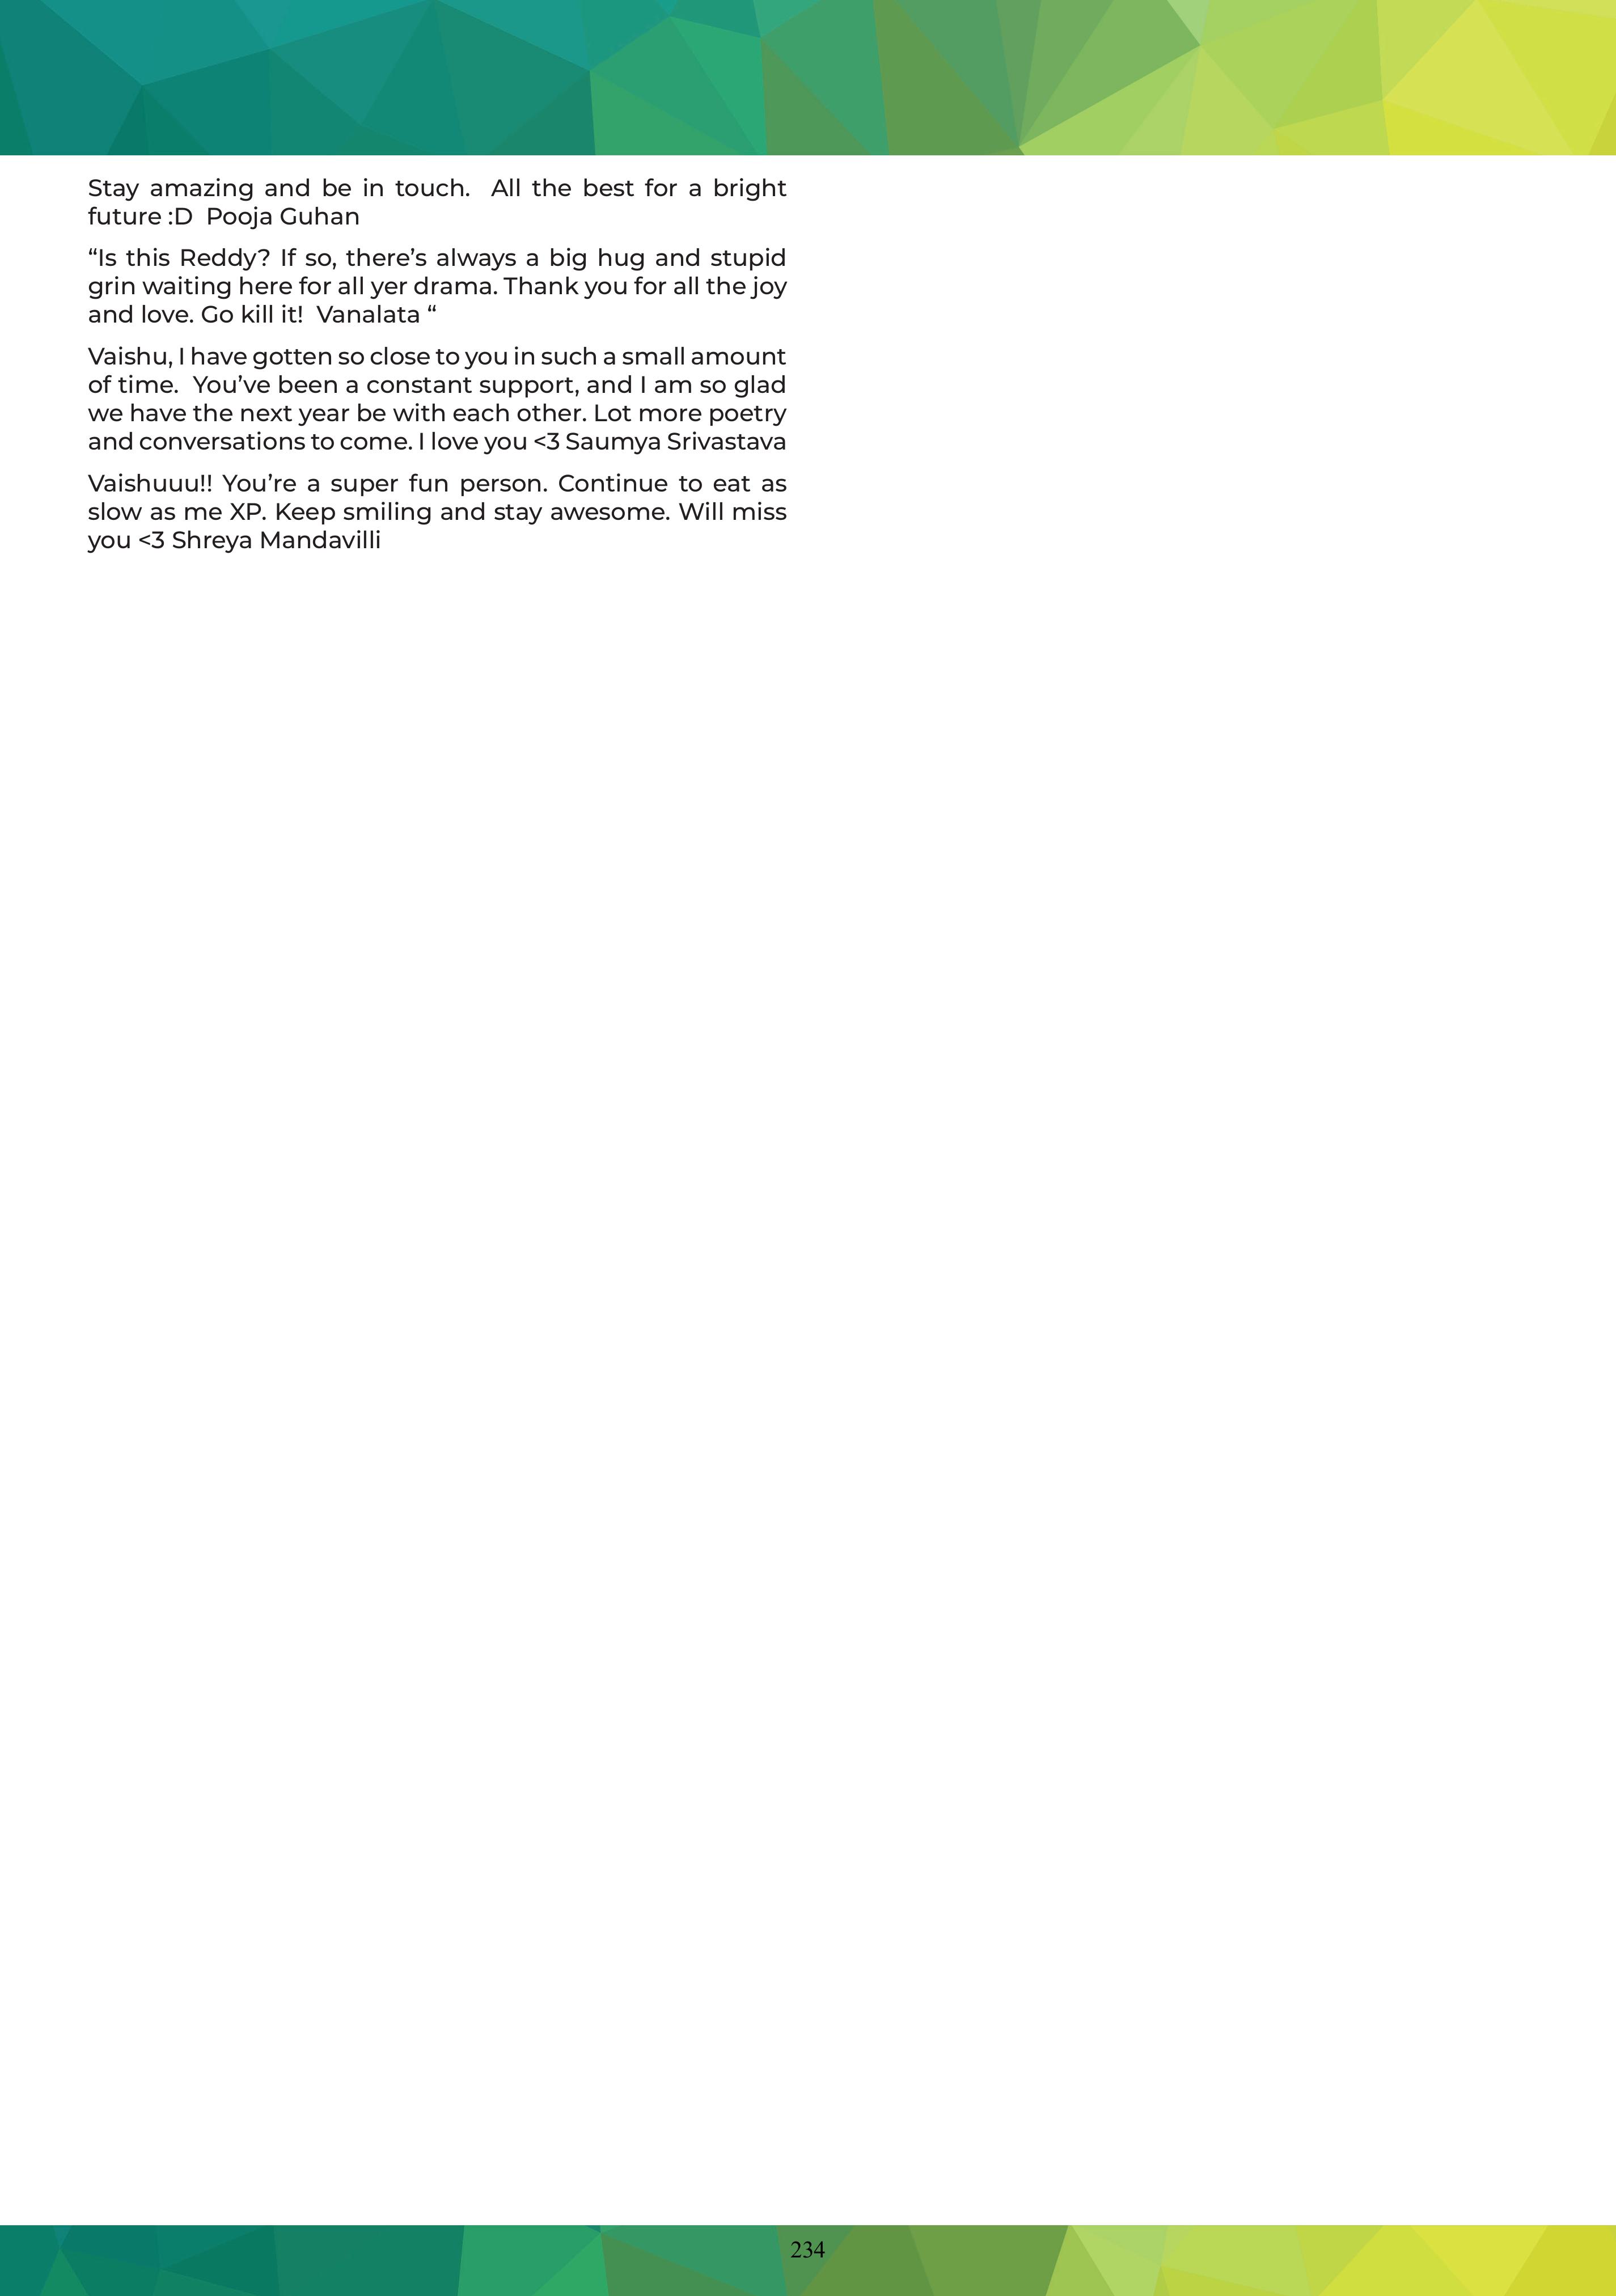 Stay amazing and be in touch.  All the best for a bright
future :D  Pooja Guhan
“Is this Reddy? If so, there’s always a big hug and stupid
grin waiting here for all yer drama. Thank you for all the joy
and love. Go kill it!  Vanalata “
Vaishu, I have gotten so close to you in such a small amount
of time.  You’ve been a constant support, and I am so glad
we have the next year be with each other. Lot more poetry
and conversations to come. I love you <3 Saumya Srivastava
Vaishuuu!! You’re a super fun person. Continue to eat as
slow as me XP. Keep smiling and stay awesome. Will miss
you <3 Shreya Mandavilli
234